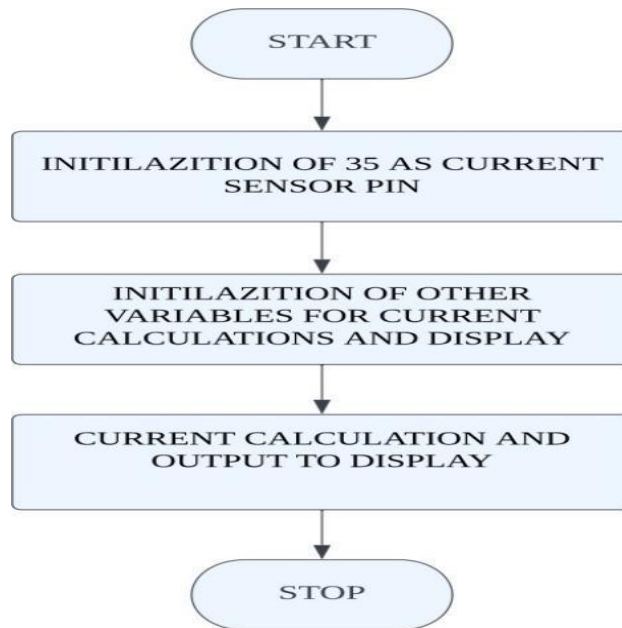 START
INITILAZITION OF 35 AS CURRENT
SENSOR PIN
INITILAZITION OF OTHER
VARIABLES FOR CURRENT
CALCULATIONS AND DISPLAY
CURRENT CALCULATION AND
OUTPUT TO DISPLAY
STOP